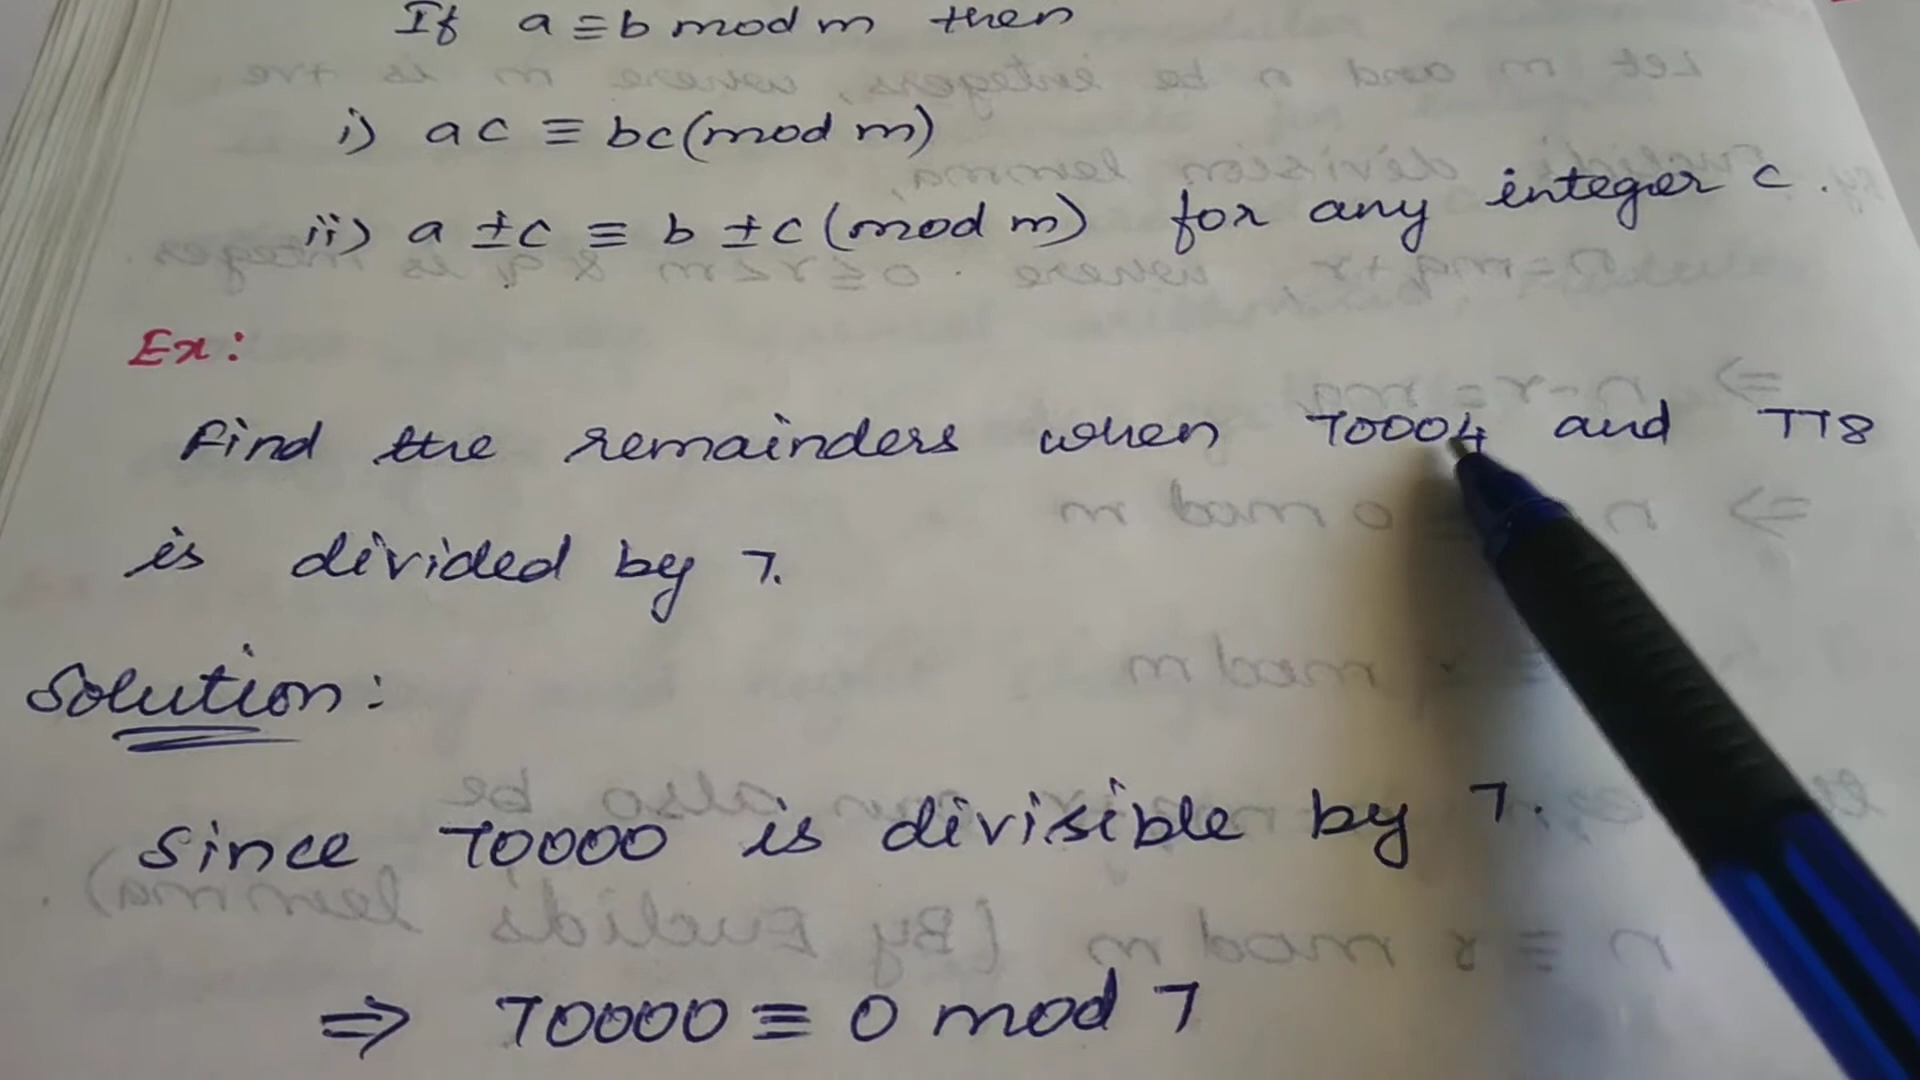 If a ≡ b mod m then
i) ac ≡ bc (mod m)
ii) a ± c ≡ b ± c (mod m) for any integer c.
Ex:
Find the remainders when 70004 and 778
is divided by 7.
Solution:
Since 70000 is divisible by 7.
⇒ 70000 ≡ 0 mod 7